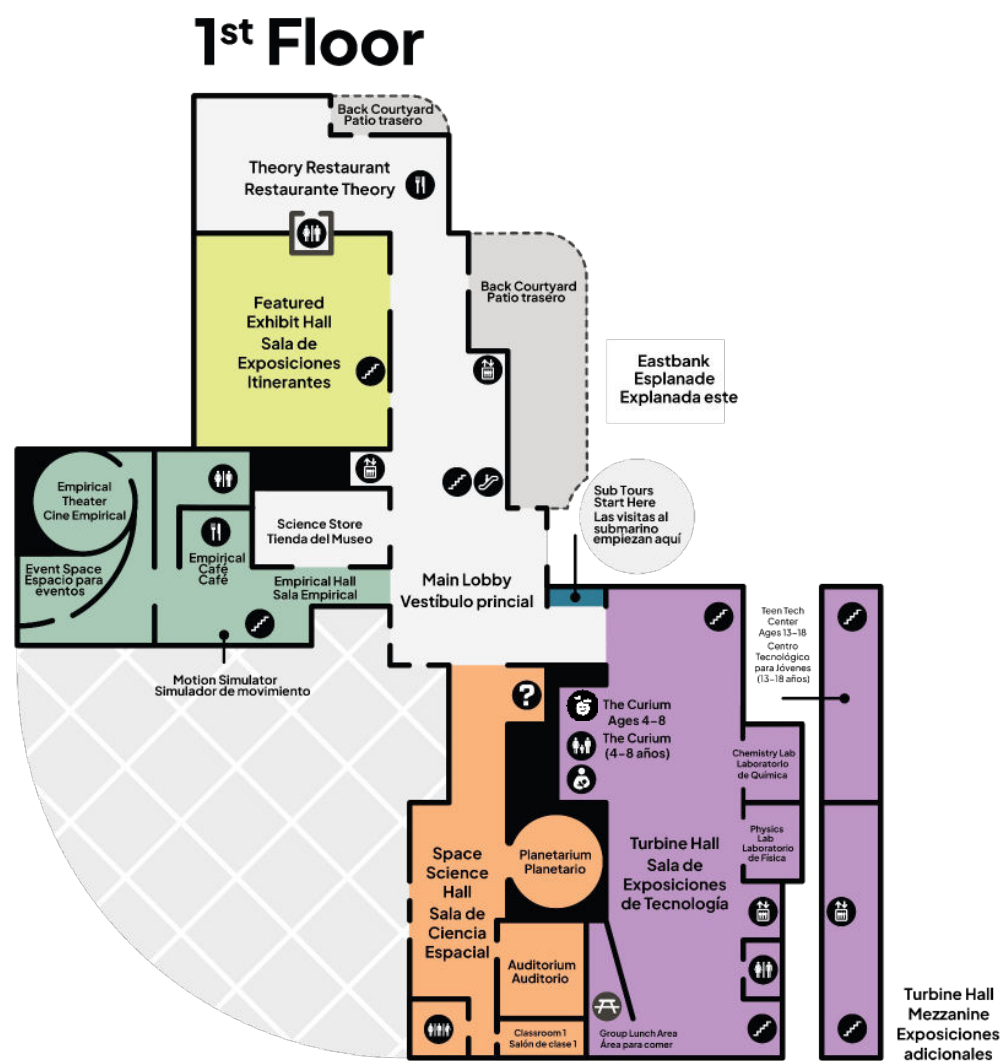 1st Floor
Back Courtyard
Patio trasero
Theory Restaurant
Restaurante Theory
Featured
Exhibit Hall
Sala de
Exposiciones
Itinerantes
Back Courtyard
Patio trasero
Eastbank
Esplanade
Explanada este
Empirical
Theater
Cine Empirical
Event Space
Espacio para
eventos
Empirical
Café
Café
Science Store
Tienda del Museo
Empirical Hall
Sala Empirical
Main Lobby
Vestíbulo princial
Sub Tours
Start Here
Las visitas al
submarino
empiezan aquí
Motion Simulator
Simulador de movimiento
?
The Curium
Ages 4–8
The Curium
(4–8 años)
Teen Tech
Center
Ages 13–18
Centro
Tecnológico
para Jóvenes
(13–18 años)
Chemistry Lab
Laboratorio
de Química
Physics
Lab
Laboratorio
de Física
Space
Science
Hall
Sala de
Ciencia
Espacial
Planetarium
Planetario
Turbine Hall
Sala de
Exposiciones
de Tecnología
Auditorium
Auditorio
Classroom 1
Salón de clase 1
Group Lunch Area
Área para comer
Turbine Hall
Mezzanine
Exposiciones
adicionales